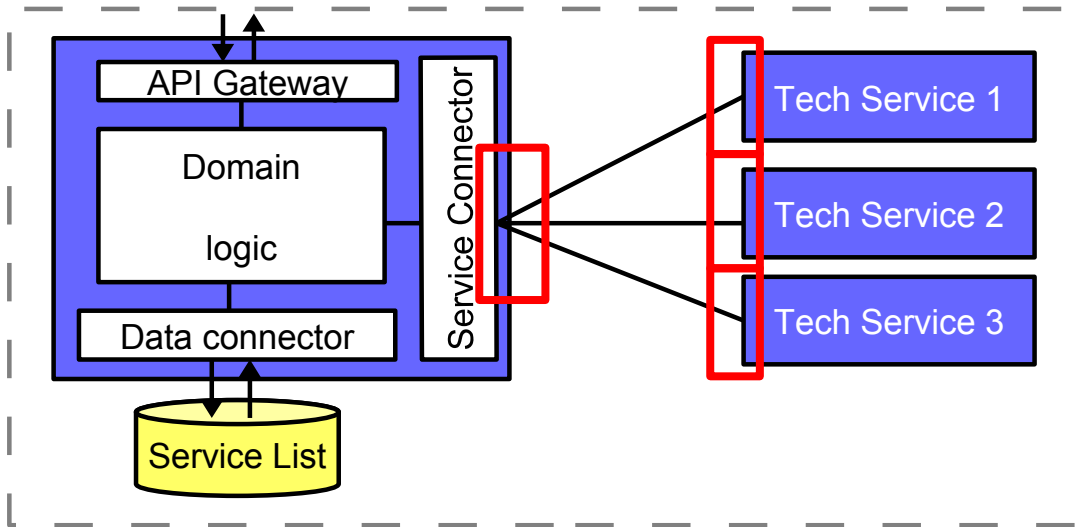 API Gateway
Domain
logic
Service Connector
Data connector
Service List
Tech Service 1
Tech Service 2
Tech Service 3